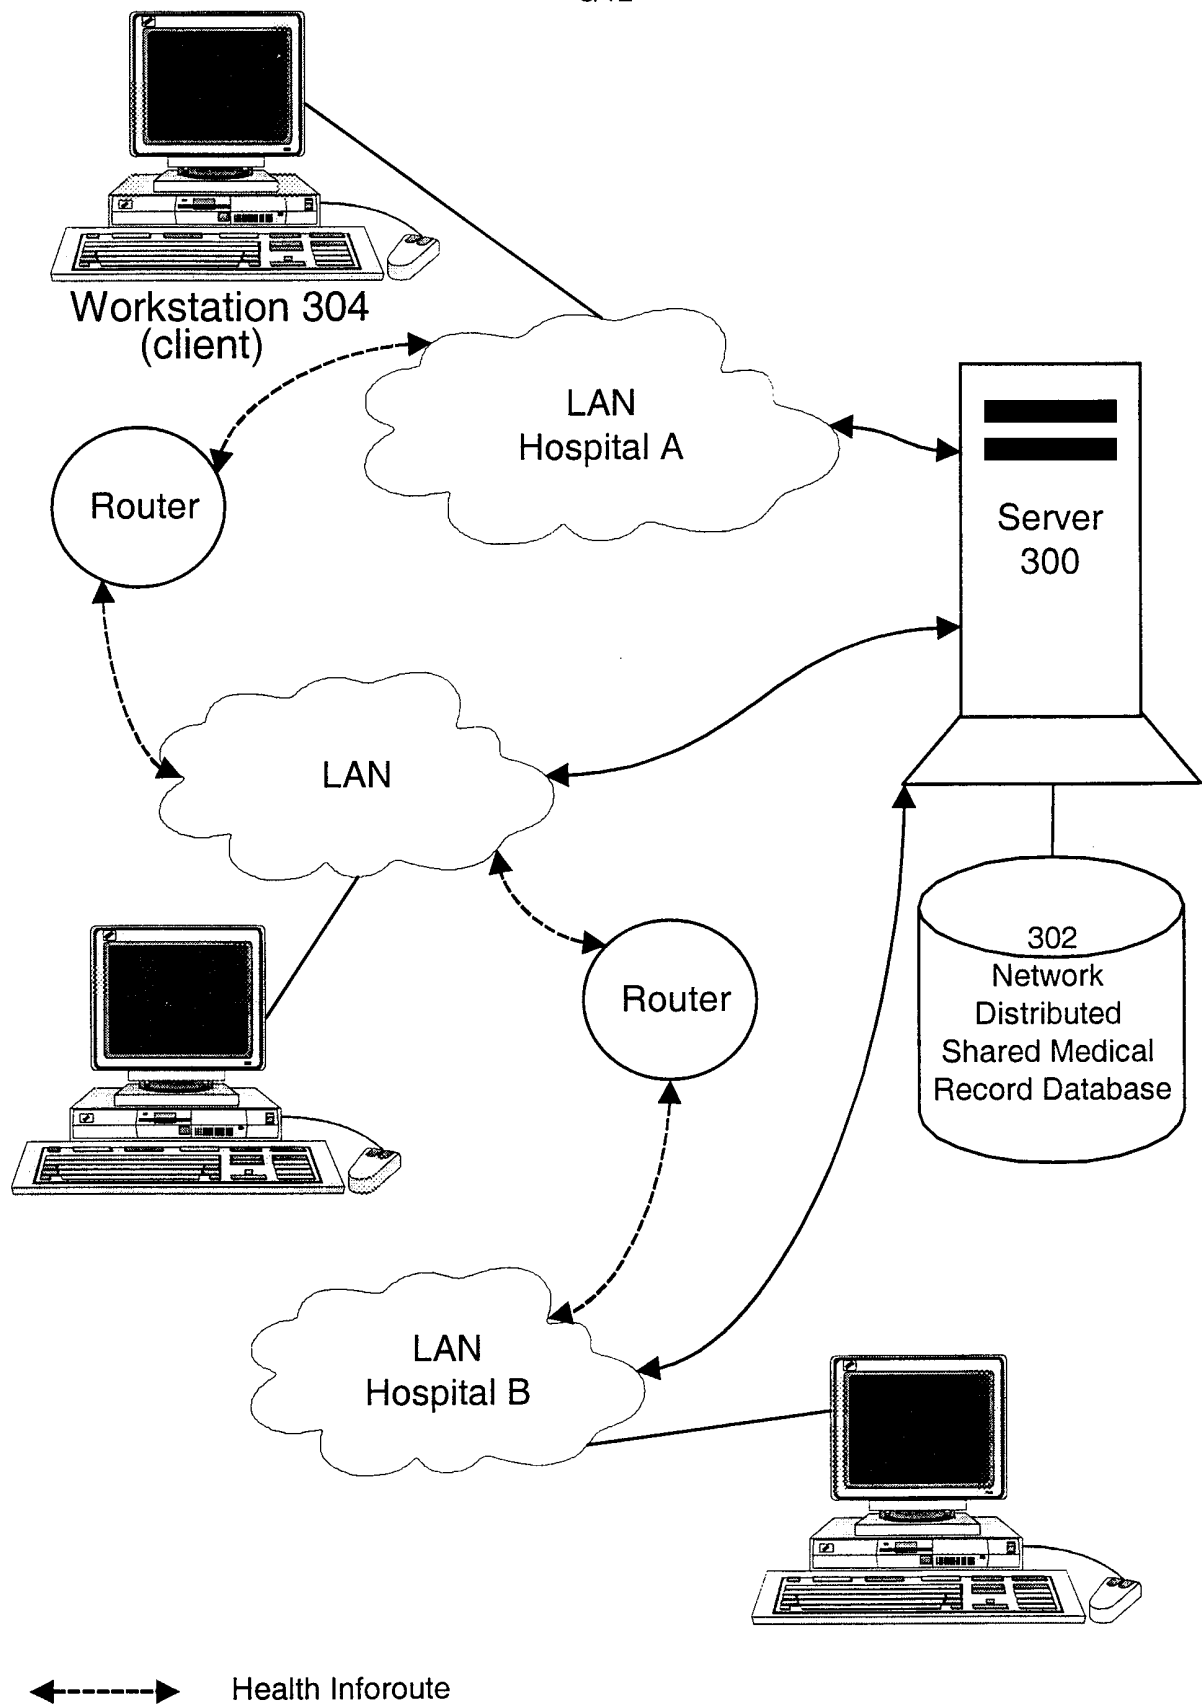 Workstation 304
(client)
LAN
Hospital A
Router
Server
300
LAN
302
Network
Distributed
Shared Medical
Record Database
Router
LAN
Hospital B
Health Inforoute